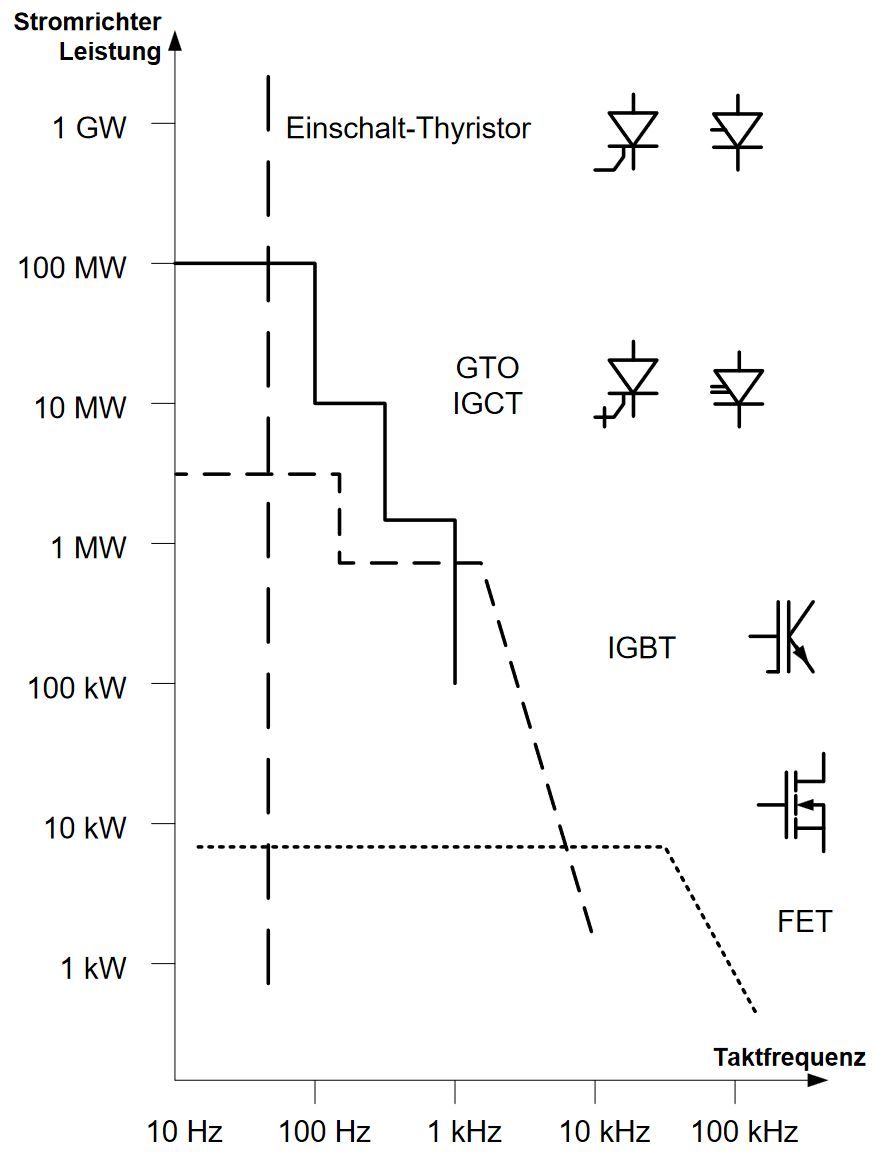 Stromrichter
Leistung
1 GW
Einschalt-Thyristor
100 MW
GTO
IGCT
10 MW
1 MW
IGBT
100 kW
10 kW
FET
1 kW
Taktfrequenz
10 Hz
100 Hz
1 kHz
10 kHz
100 kHz